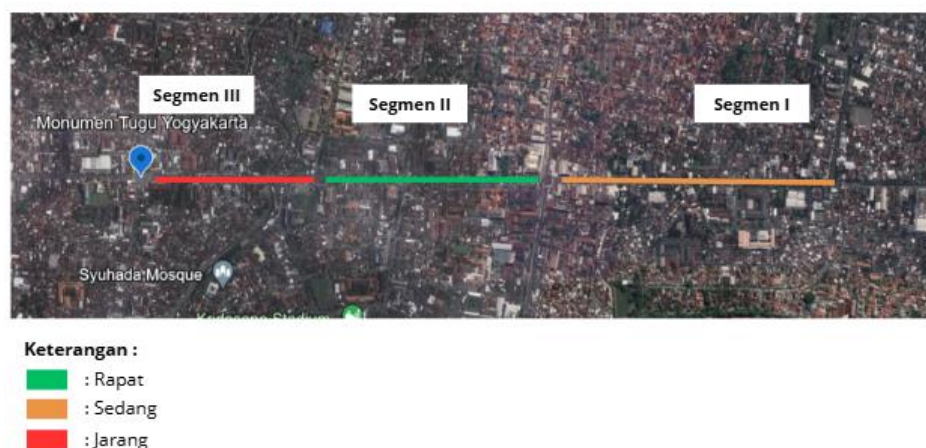 Segmen III
Segmen II
Segmen I
Monumen Tugu Yogyakarta
Syuhada Mosque
Keterangan :
: Rapat
: Sedang
: Jarang